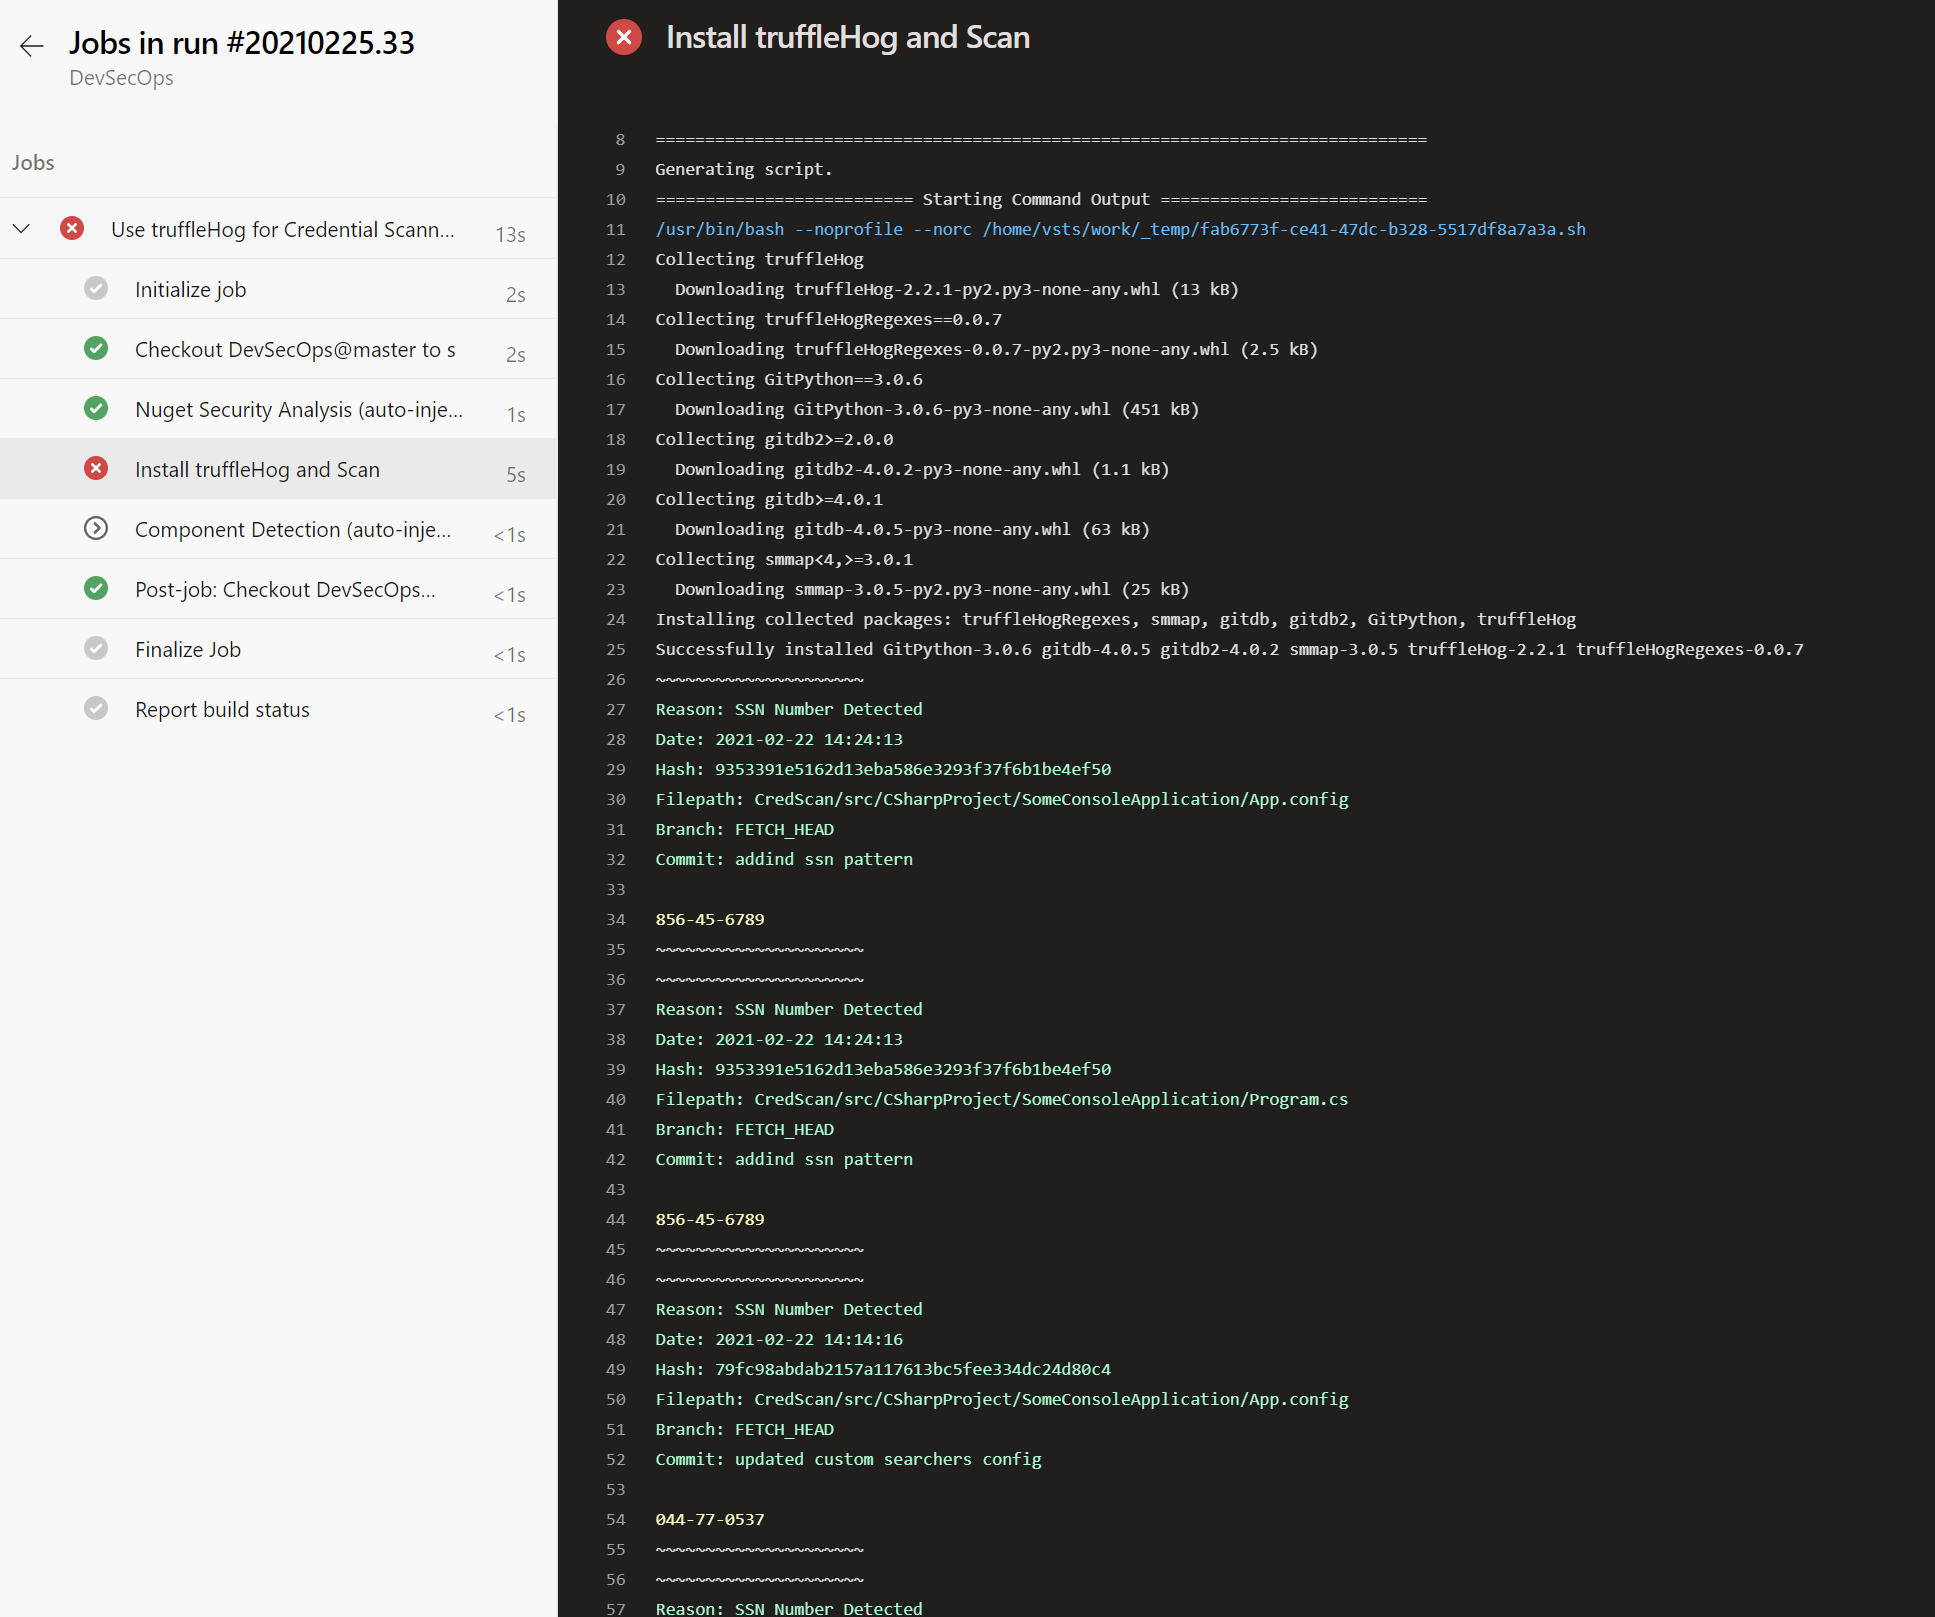 Jobs in run #20210225.33
DevSecOps
Jobs
Use truffleHog for Credential Scann... 13s
Initialize job 2s
Checkout DevSecOps@master to s 2s
Nuget Security Analysis (auto-inje... 1s
Install truffleHog and Scan 5s
Component Detection (auto-inje... <1s
Post-job: Checkout DevSecOps... <1s
Finalize Job <1s
Report build status <1s
Install truffleHog and Scan
8 ==============================================================================
9 Generating script.
10 ========================== Starting Command Output ===========================
11 /usr/bin/bash --noprofile --norc /home/vsts/work/_temp/fab6773f-ce41-47dc-b328-5517df8a7a3a.sh
12 Collecting truffleHog
13 Downloading truffleHog-2.2.1-py2.py3-none-any.whl (13 kB)
14 Collecting truffleHogRegexes==0.0.7
15 Downloading truffleHogRegexes-0.0.7-py2.py3-none-any.whl (2.5 kB)
16 Collecting GitPython==3.0.6
17 Downloading GitPython-3.0.6-py3-none-any.whl (451 kB)
18 Collecting gitdb2>=2.0.0
19 Downloading gitdb2-4.0.2-py3-none-any.whl (1.1 kB)
20 Collecting gitdb>=4.0.1
21 Downloading gitdb-4.0.5-py3-none-any.whl (63 kB)
22 Collecting smmap<4,>=3.0.1
23 Downloading smmap-3.0.5-py2.py3-none-any.whl (25 kB)
24 Installing collected packages: truffleHogRegexes, smmap, gitdb, gitdb2, GitPython, truffleHog
25 Successfully installed GitPython-3.0.6 gitdb-4.0.5 gitdb2-4.0.2 smmap-3.0.5 truffleHog-2.2.1 truffleHogRegexes-0.0.7
26 ~~~~~~~~~~~~~~~~~~~~~
27 Reason: SSN Number Detected
28 Date: 2021-02-22 14:24:13
29 Hash: 9353391e5162d13eba586e3293f37f6b1be4ef50
30 Filepath: CredScan/src/CSharpProject/SomeConsoleApplication/App.config
31 Branch: FETCH_HEAD
32 Commit: addind ssn pattern
33
34 856-45-6789
35 ~~~~~~~~~~~~~~~~~~~~~
36 ~~~~~~~~~~~~~~~~~~~~~
37 Reason: SSN Number Detected
38 Date: 2021-02-22 14:24:13
39 Hash: 9353391e5162d13eba586e3293f37f6b1be4ef50
40 Filepath: CredScan/src/CSharpProject/SomeConsoleApplication/Program.cs
41 Branch: FETCH_HEAD
42 Commit: addind ssn pattern
43
44 856-45-6789
45 ~~~~~~~~~~~~~~~~~~~~~
46 ~~~~~~~~~~~~~~~~~~~~~
47 Reason: SSN Number Detected
48 Date: 2021-02-22 14:14:16
49 Hash: 79fc98abdab2157a117613bc5fee334dc24d80c4
50 Filepath: CredScan/src/CSharpProject/SomeConsoleApplication/App.config
51 Branch: FETCH_HEAD
52 Commit: updated custom searchers config
53
54 044-77-0537
55 ~~~~~~~~~~~~~~~~~~~~~
56 ~~~~~~~~~~~~~~~~~~~~~
57 Reason: SSN Number Detected